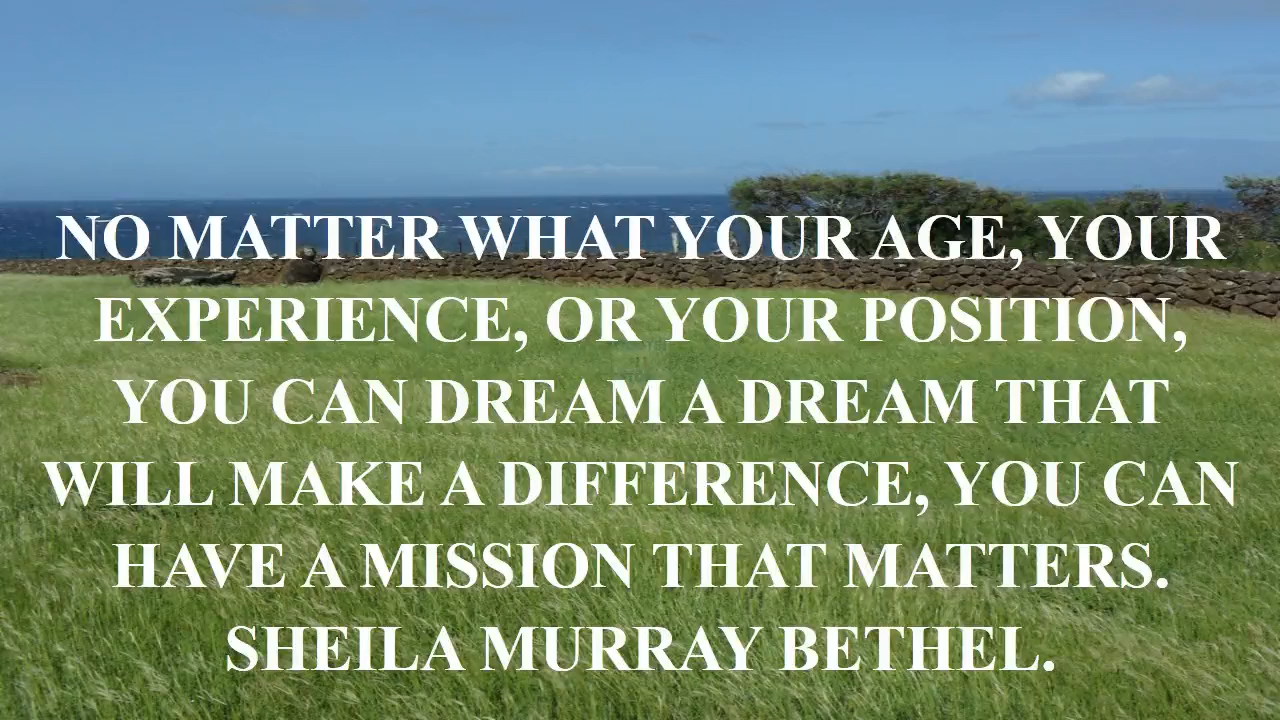 NO MATTER WHAT YOUR AGE, YOUR
EXPERIENCE, OR YOUR POSITION,
YOU CAN DREAM A DREAM THAT
WILL MAKE A DIFFERENCE, YOU CAN
HAVE A MISSION THAT MATTERS.
SHEILA MURRAY BETHEL.